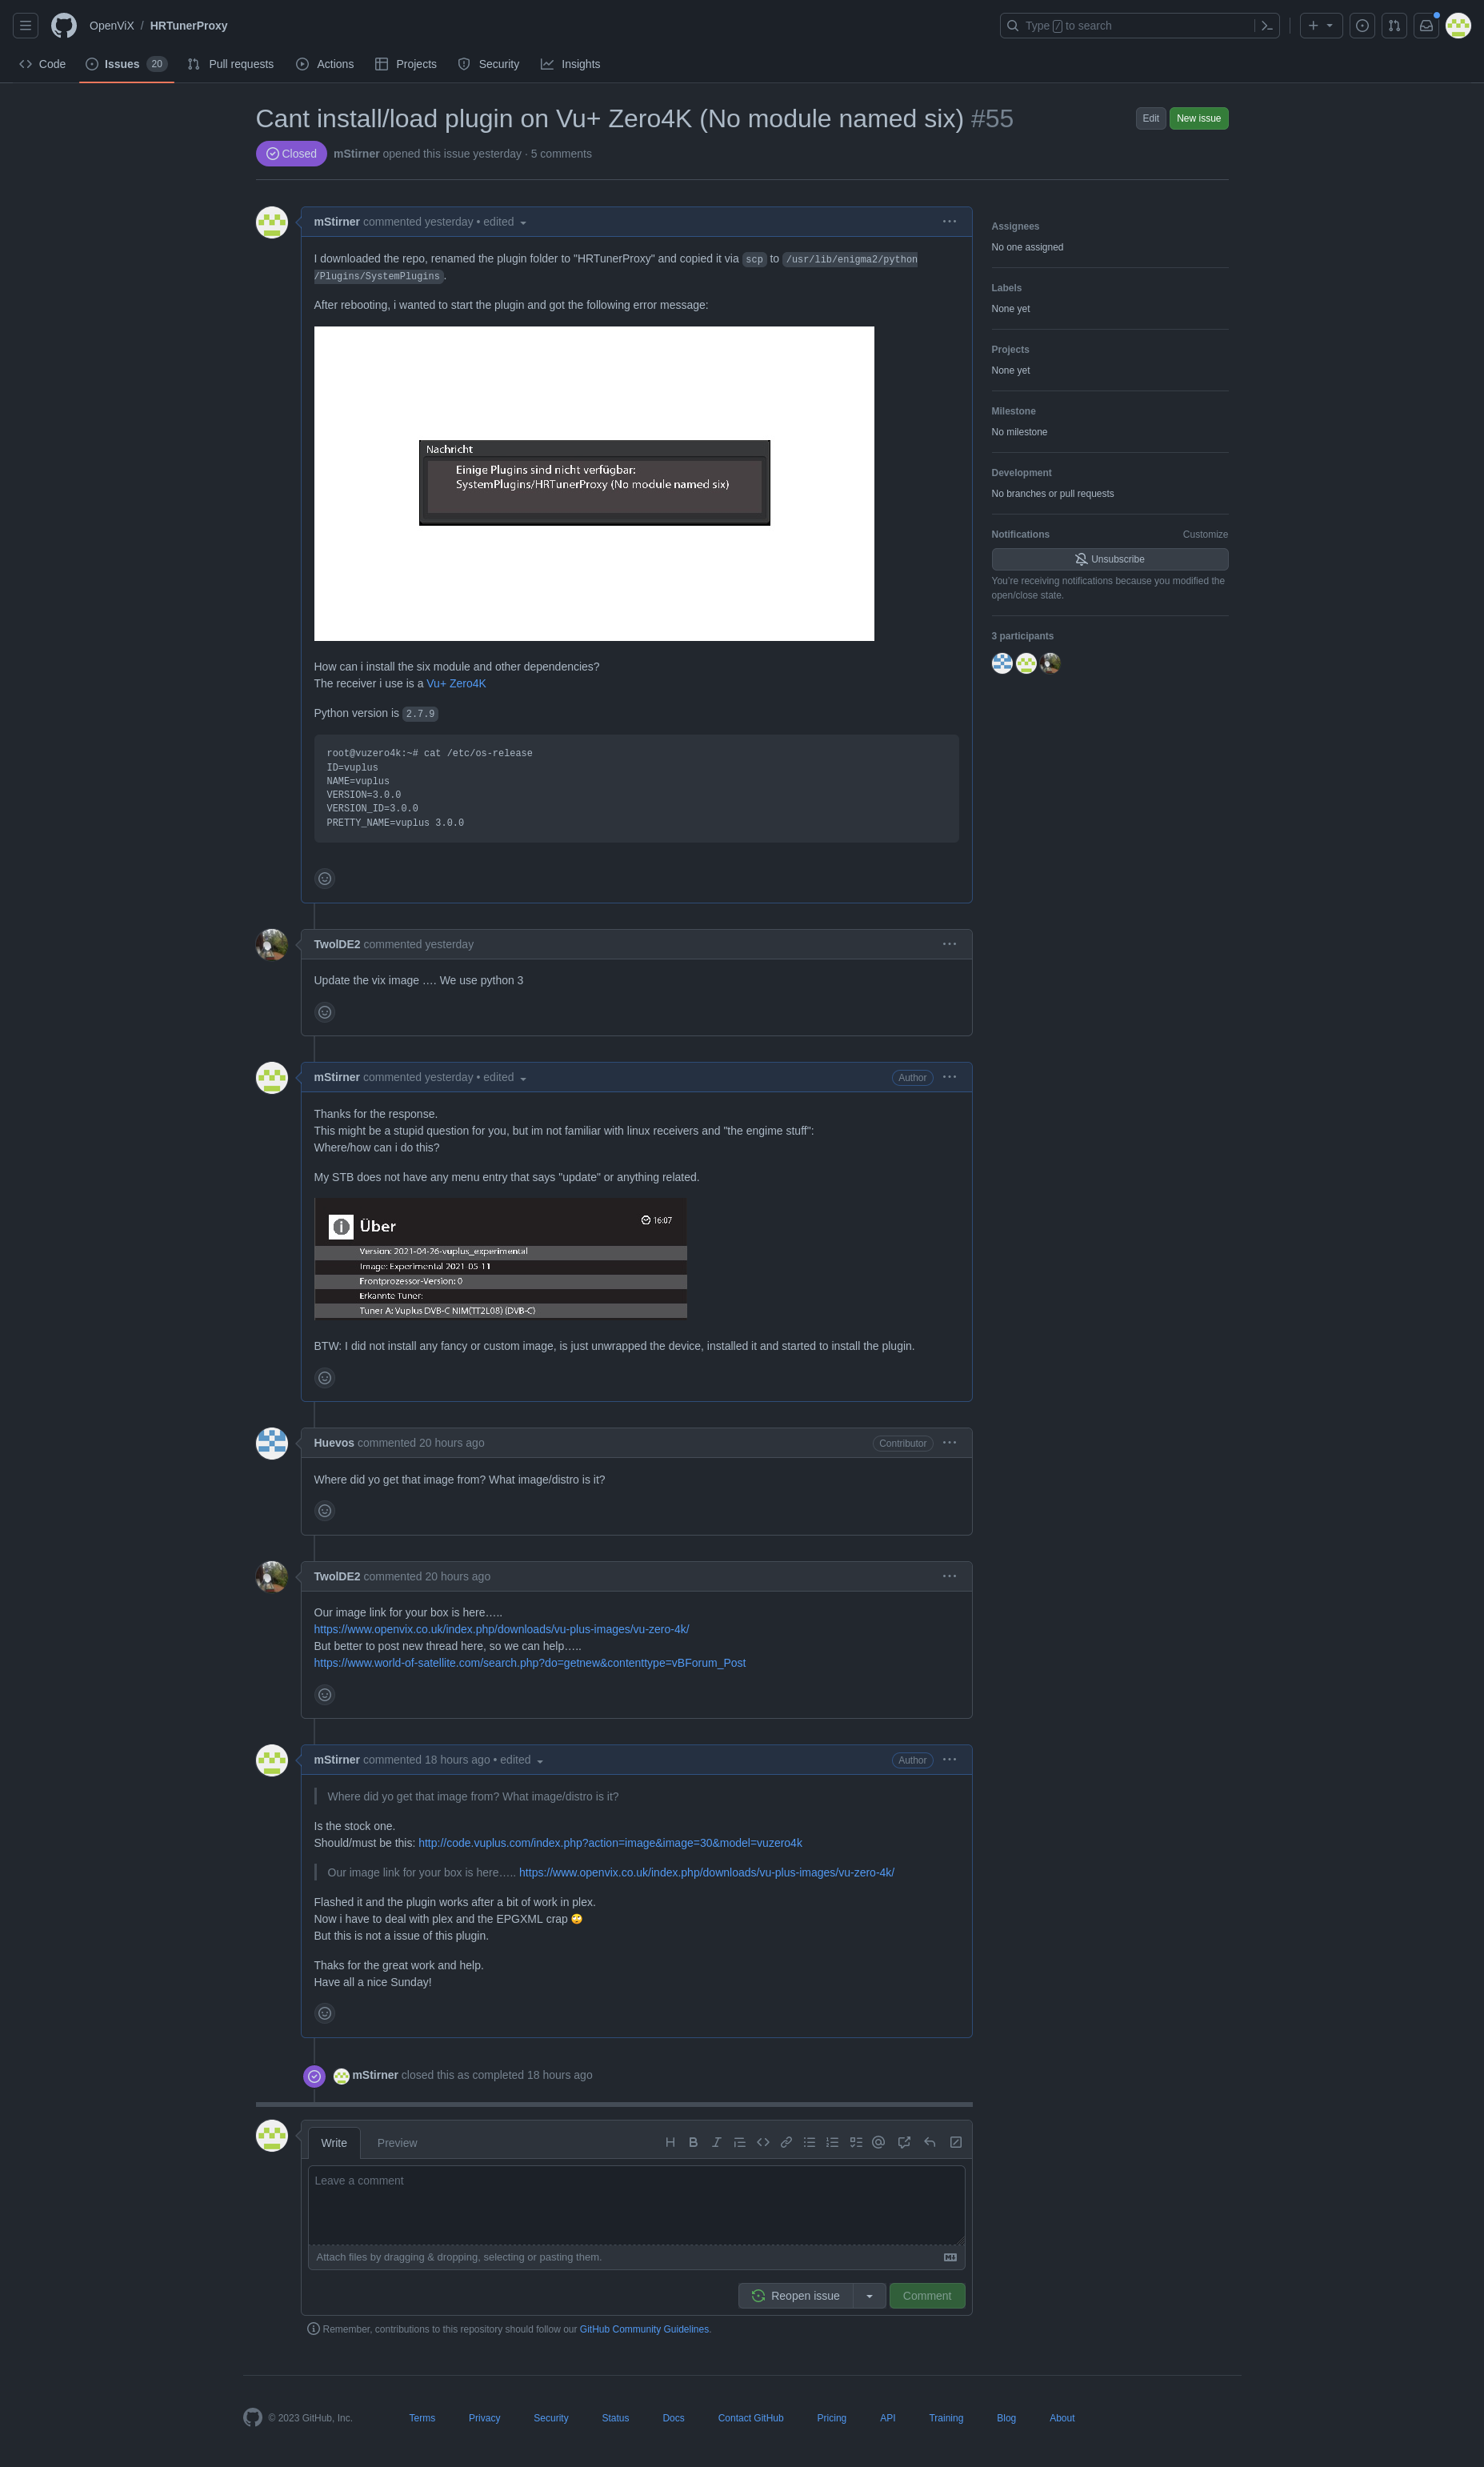 OpenViX / HRTunerProxy
Type / to search
Code
Issues 20
Pull requests
Actions
Projects
Security
Insights
Cant install/load plugin on Vu+ Zero4K (No module named six) #55
Edit
New issue
Closed
mStirner opened this issue yesterday · 5 comments
mStirner commented yesterday • edited
I downloaded the repo, renamed the plugin folder to "HRTunerProxy" and copied it via scp to /usr/lib/enigma2/python
/Plugins/SystemPlugins.
After rebooting, i wanted to start the plugin and got the following error message:
Nachricht
Einige Plugins sind nicht verfügbar:
SystemPlugins/HRTunerProxy (No module named six)
How can i install the six module and other dependencies?
The receiver i use is a Vu+ Zero4K
Python version is 2.7.9
root@vuzero4k:~# cat /etc/os-release
ID=vuplus
NAME=vuplus
VERSION=3.0.0
VERSION_ID=3.0.0
PRETTY_NAME=vuplus 3.0.0
Assignees
No one assigned
Labels
None yet
Projects
None yet
Milestone
No milestone
Development
No branches or pull requests
Notifications
Customize
Unsubscribe
You're receiving notifications because you modified the
open/close state.
3 participants
TwolDE2 commented yesterday
Update the vix image …. We use python 3
mStirner commented yesterday • edited
Author
Thanks for the response.
This might be a stupid question for you, but im not familiar with linux receivers and "the engime stuff":
Where/how can i do this?
My STB does not have any menu entry that says "update" or anything related.
Über
16:07
Version: 2021-04-26-vuplus_experimental
Image: Experimental 2021-05-11
Frontprozessor-Version: 0
Erkannte Tuner:
Tuner A: Vuplus DVB-C NIM(TT2L08) (DVB-C)
BTW: I did not install any fancy or custom image, is just unwrapped the device, installed it and started to install the plugin.
Huevos commented 20 hours ago
Contributor
Where did yo get that image from? What image/distro is it?
TwolDE2 commented 20 hours ago
Our image link for your box is here…..
https://www.openvix.co.uk/index.php/downloads/vu-plus-images/vu-zero-4k/
But better to post new thread here, so we can help…..
https://www.world-of-satellite.com/search.php?do=getnew&contenttype=vBForum_Post
mStirner commented 18 hours ago • edited
Author
Where did yo get that image from? What image/distro is it?
Is the stock one.
Should/must be this: http://code.vuplus.com/index.php?action=image&image=30&model=vuzero4k
Our image link for your box is here….. https://www.openvix.co.uk/index.php/downloads/vu-plus-images/vu-zero-4k/
Flashed it and the plugin works after a bit of work in plex.
Now i have to deal with plex and the EPGXML crap 🙄
But this is not a issue of this plugin.
Thaks for the great work and help.
Have all a nice Sunday!
mStirner closed this as completed 18 hours ago
Write
Preview
Leave a comment
Attach files by dragging & dropping, selecting or pasting them.
Reopen issue
Comment
Remember, contributions to this repository should follow our GitHub Community Guidelines.
© 2023 GitHub, Inc.
Terms
Privacy
Security
Status
Docs
Contact GitHub
Pricing
API
Training
Blog
About